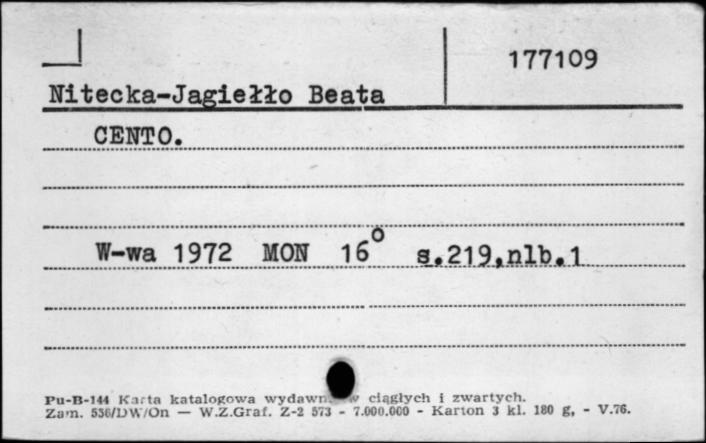 177109
Nitecka-Jagiełło Beata
CENTO.
W-wa 1972 MON 16° s.219,nlb.1
Pu-B-144 Karta katalogowa wydawn. w ciągłych i zwartych.
Zam. 556/DW/On — W.Z.Graf. Z-2 573 - 7.000.000 - Karton 3 kl. 180 g, - V.76.